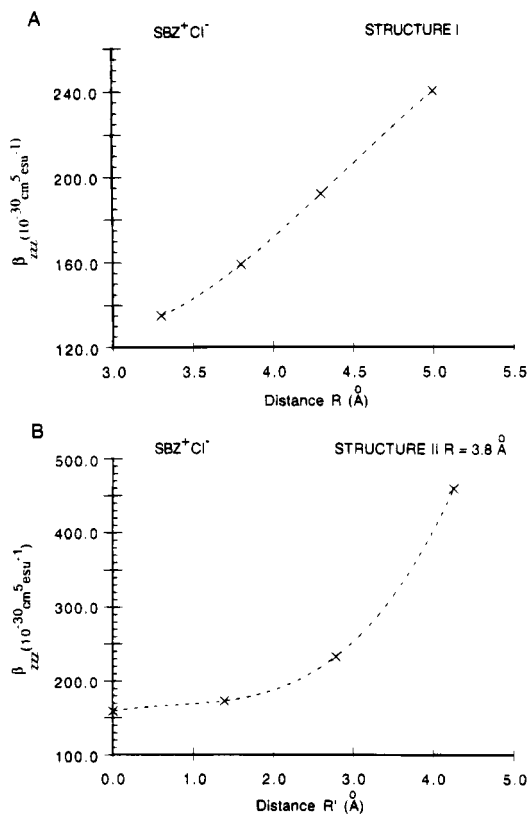 A
SBZ+Cl-
STRUCTURE I
βzzz(10-30cm5esu-1)
240.0
200.0
160.0
120.0
3.0 3.5 4.0 4.5 5.0 5.5
Distance R (Å)
B
SBZ+Cl-
STRUCTURE II R = 3.8 Å
βzzz(10-30cm5esu-1)
500.0
400.0
300.0
200.0
100.0
0.0 1.0 2.0 3.0 4.0 5.0
Distance R' (Å)